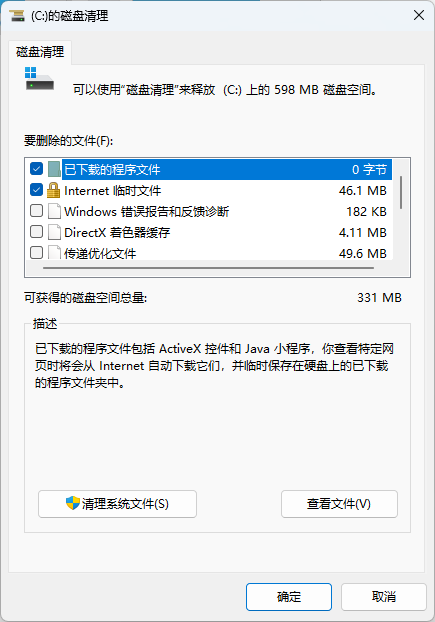 (C:)的磁盘清理
磁盘清理
可以使用“磁盘清理”来释放 (C:) 上的 598 MB 磁盘空间。
要删除的文件(F):
已下载的程序文件 0 字节
Internet 临时文件 46.1 MB
Windows 错误报告和反馈诊断 182 KB
DirectX 着色器缓存 4.11 MB
传递优化文件 49.6 MB
可获得的磁盘空间总量: 331 MB
描述
已下载的程序文件包括 ActiveX 控件和 Java 小程序，你查看特定网
页时将会从 Internet 自动下载它们，并临时保存在硬盘上的已下载
的程序文件夹中。
清理系统文件(S) 查看文件(V)
确定 取消